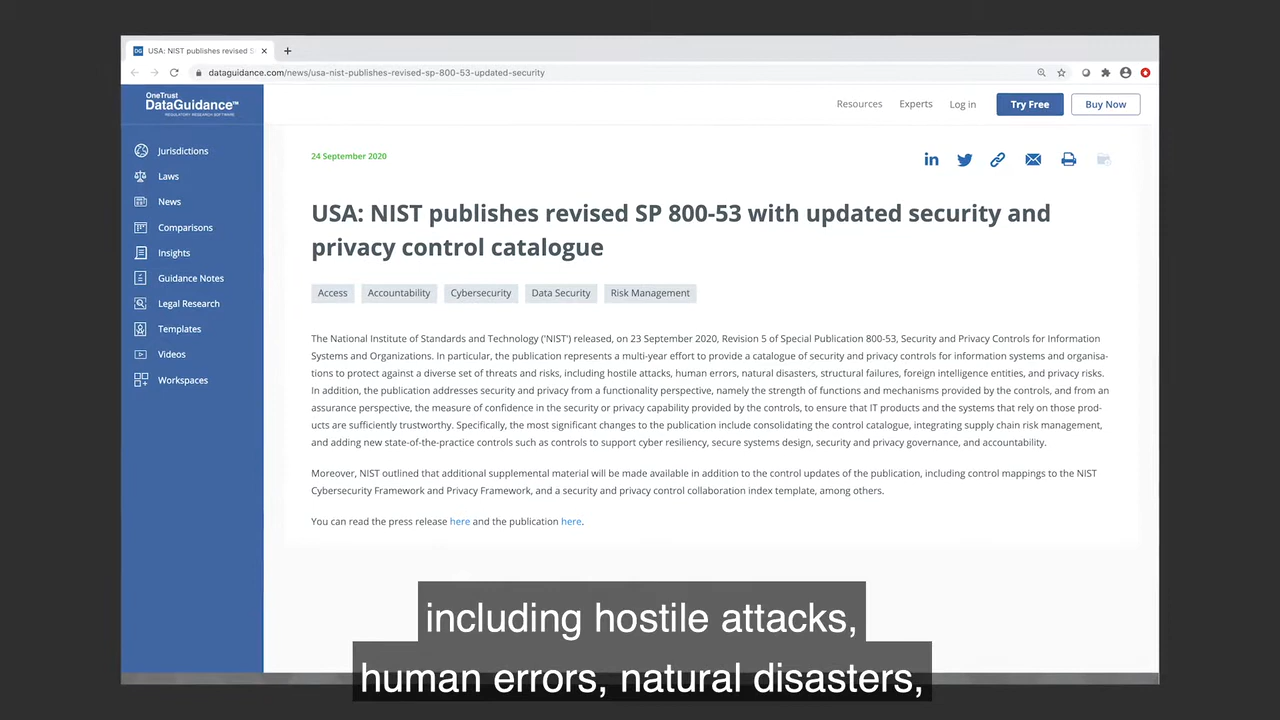 USA: NIST publishes revised S
dataguidance.com/news/usa-nist-publishes-revised-sp-800-53-updated-security
OneTrust
DataGuidance™
REGULATORY RESEARCH SOFTWARE
Resources
Experts
Log in
Try Free
Buy Now
Jurisdictions
Laws
News
Comparisons
Insights
Guidance Notes
Legal Research
Templates
Videos
Workspaces
24 September 2020
USA: NIST publishes revised SP 800-53 with updated security and
privacy control catalogue
Access
Accountability
Cybersecurity
Data Security
Risk Management
The National Institute of Standards and Technology ('NIST') released, on 23 September 2020, Revision 5 of Special Publication 800-53, Security and Privacy Controls for Information
Systems and Organizations. In particular, the publication represents a multi-year effort to provide a catalogue of security and privacy controls for information systems and organisa-
tions to protect against a diverse set of threats and risks, including hostile attacks, human errors, natural disasters, structural failures, foreign intelligence entities, and privacy risks.
In addition, the publication addresses security and privacy from a functionality perspective, namely the strength of functions and mechanisms provided by the controls, and from an
assurance perspective, the measure of confidence in the security or privacy capability provided by the controls, to ensure that IT products and the systems that rely on those prod-
ucts are sufficiently trustworthy. Specifically, the most significant changes to the publication include consolidating the control catalogue, integrating supply chain risk management,
and adding new state-of-the-practice controls such as controls to support cyber resiliency, secure systems design, security and privacy governance, and accountability.
Moreover, NIST outlined that additional supplemental material will be made available in addition to the control updates of the publication, including control mappings to the NIST
Cybersecurity Framework and Privacy Framework, and a security and privacy control collaboration index template, among others.
You can read the press release here and the publication here.
including hostile attacks,
human errors, natural disasters,